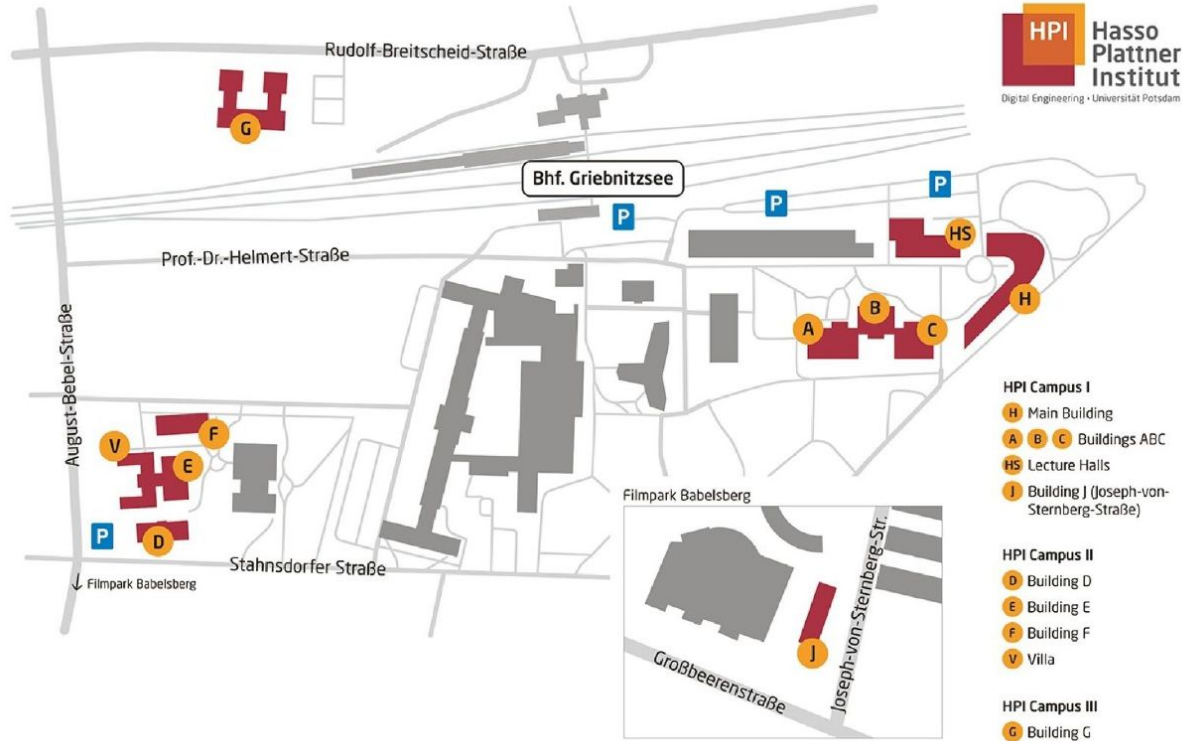 HPI
Hasso
Plattner
Institut
Digital Engineering • Universität Potsdam
Rudolf-Breitscheid-Straße
G
Bhf. Griebnitzsee
P
P
P
HS
Prof.-Dr.-Helmert-Straße
H
A
B
C
August-Bebel-Straße
F
V
E
P
D
Stahnsdorfer Straße
↓ Filmpark Babelsberg
Filmpark Babelsberg
J
Großbeerenstraße
Joseph-von-Sternberg-Str.
HPI Campus I
H Main Building
A B C Buildings ABC
HS Lecture Halls
J Building J (Joseph-von-
Sternberg-Straße)
HPI Campus II
D Building D
E Building E
F Building F
V Villa
HPI Campus III
G Building G